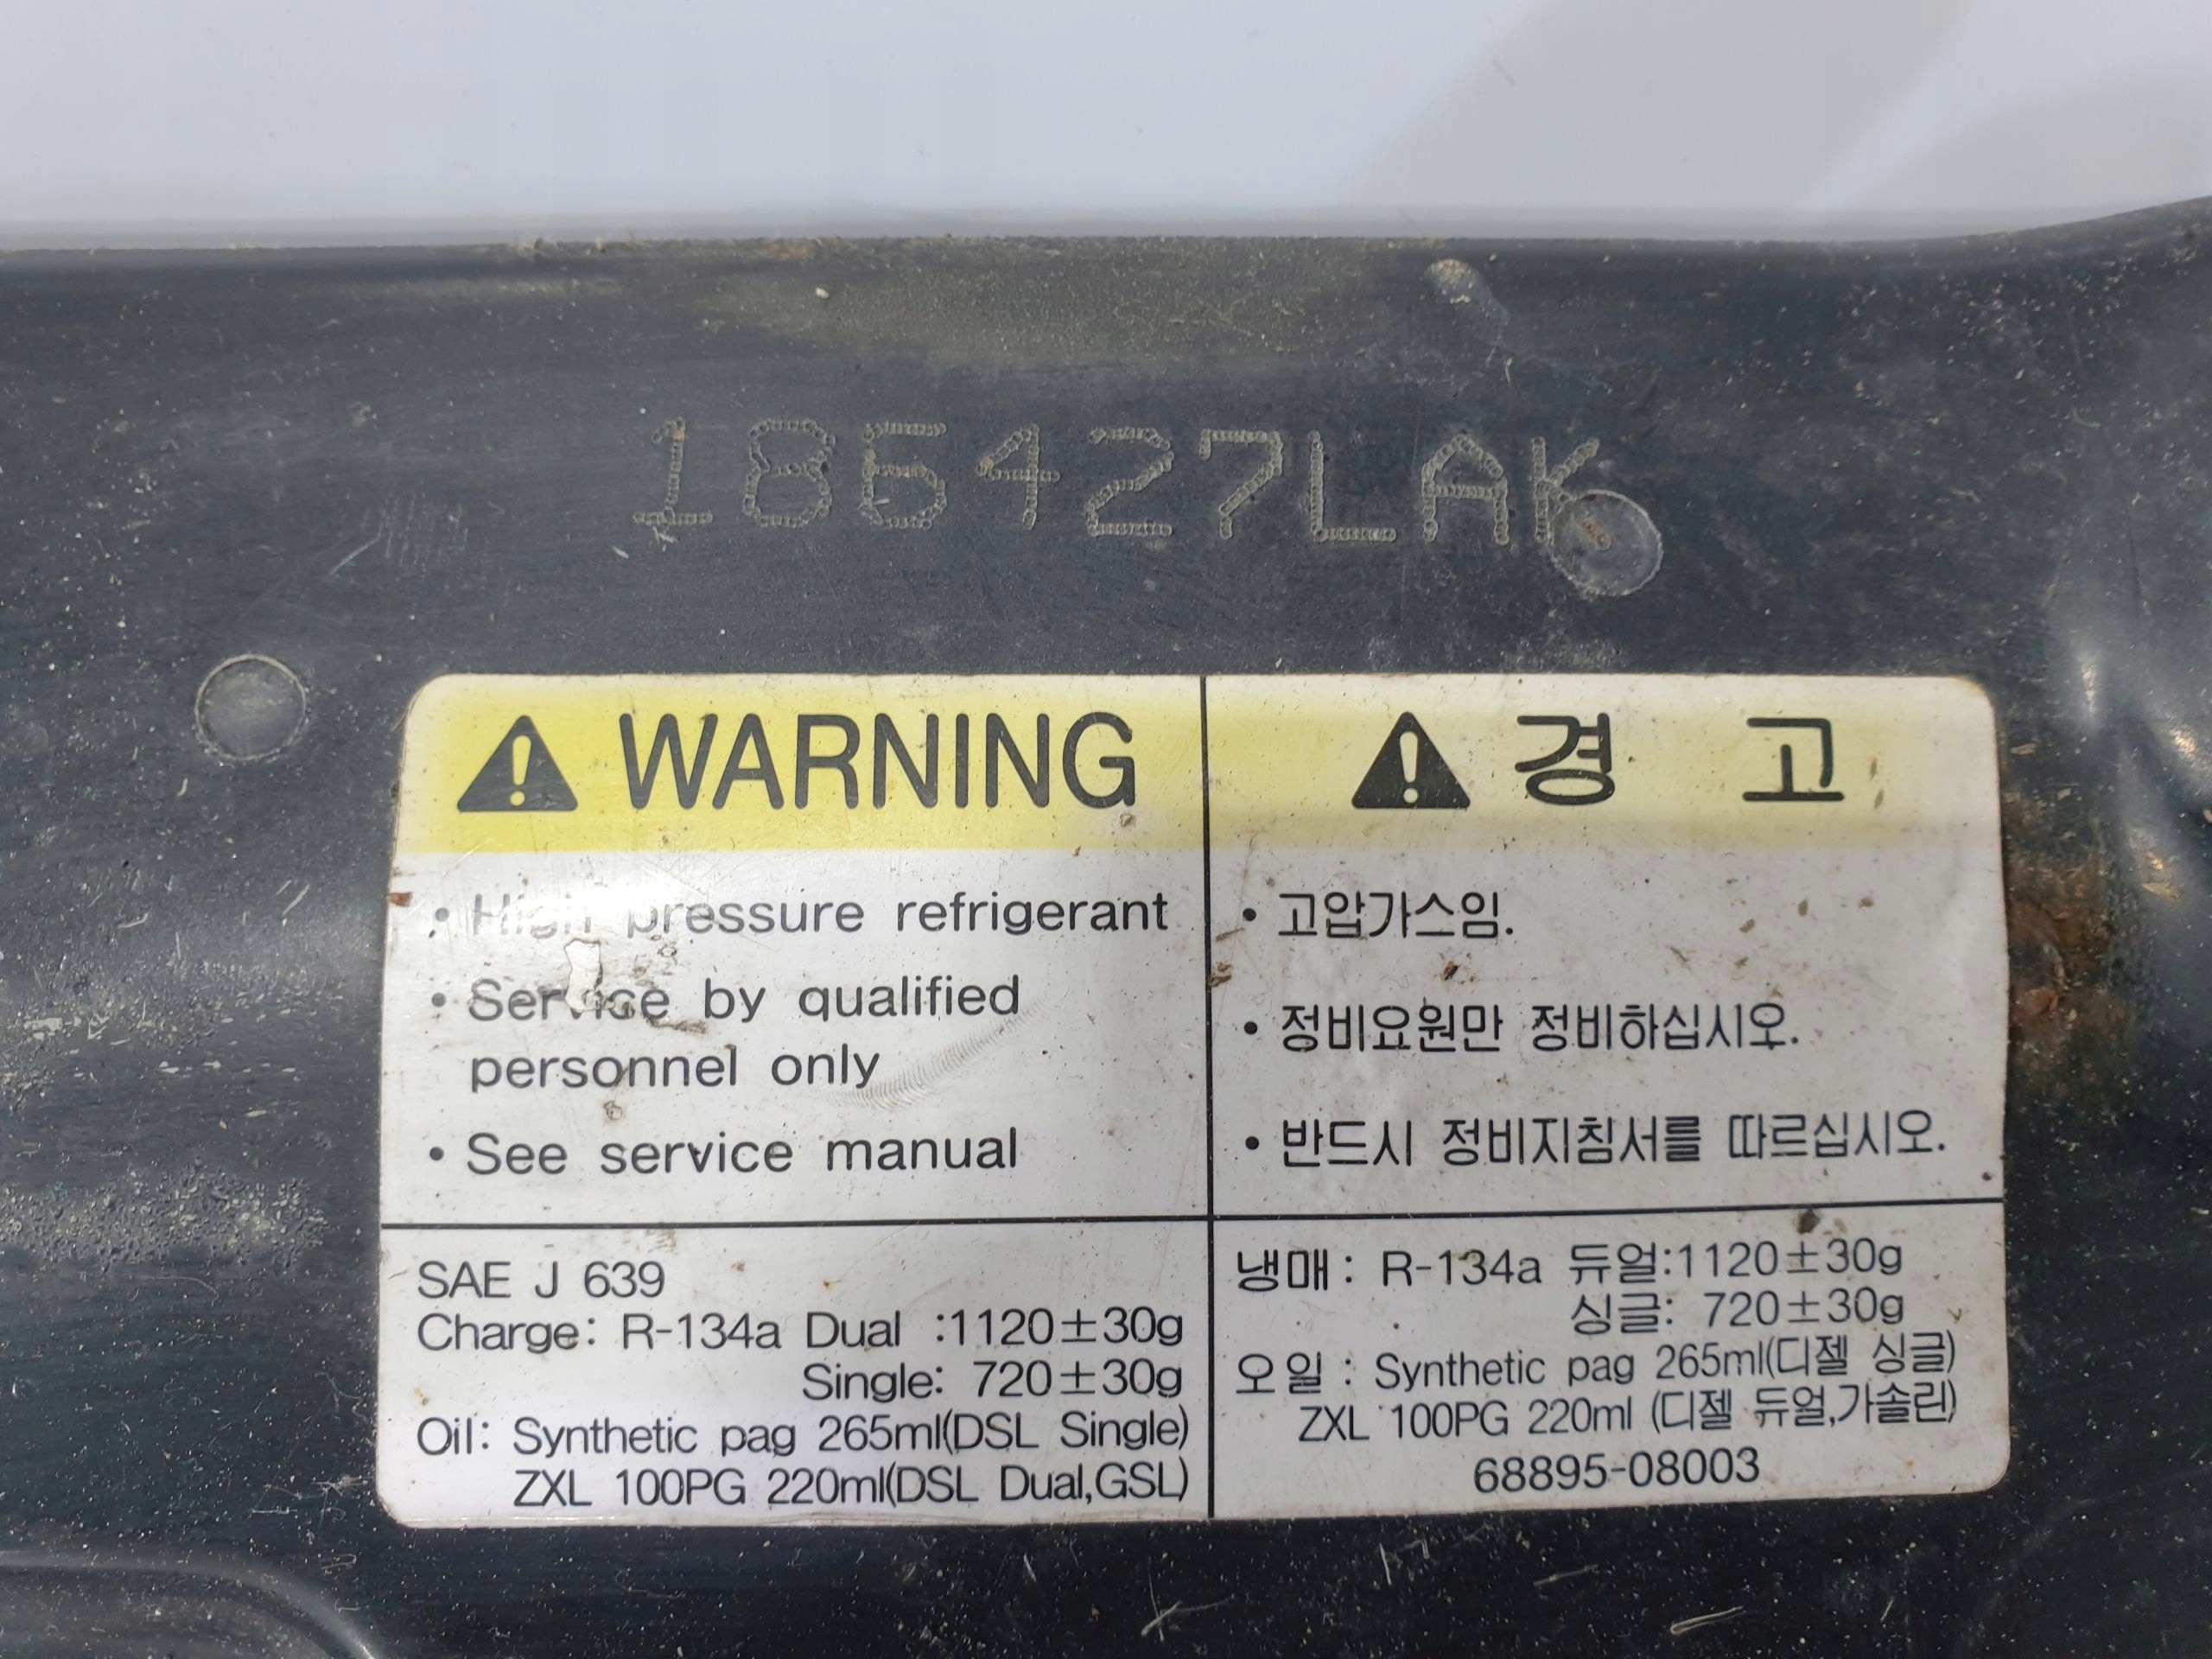 186427LAK
WARNING
• High pressure refrigerant
• Service by qualified
personnel only
• See service manual
SAE J 639
Charge: R-134a Dual :1120±30g
Single: 720±30g
Oil: Synthetic pag 265ml(DSL Single)
ZXL 100PG 220ml(DSL Dual,GSL)
경 고
• 고압가스임.
• 정비요원만 정비하십시오.
• 반드시 정비지침서를 따르십시오.
냉매: R-134a 듀얼:1120±30g
싱글: 720±30g
오일: Synthetic pag 265ml(디젤 싱글)
ZXL 100PG 220ml (디젤 듀얼,가솔린)
68895-08003